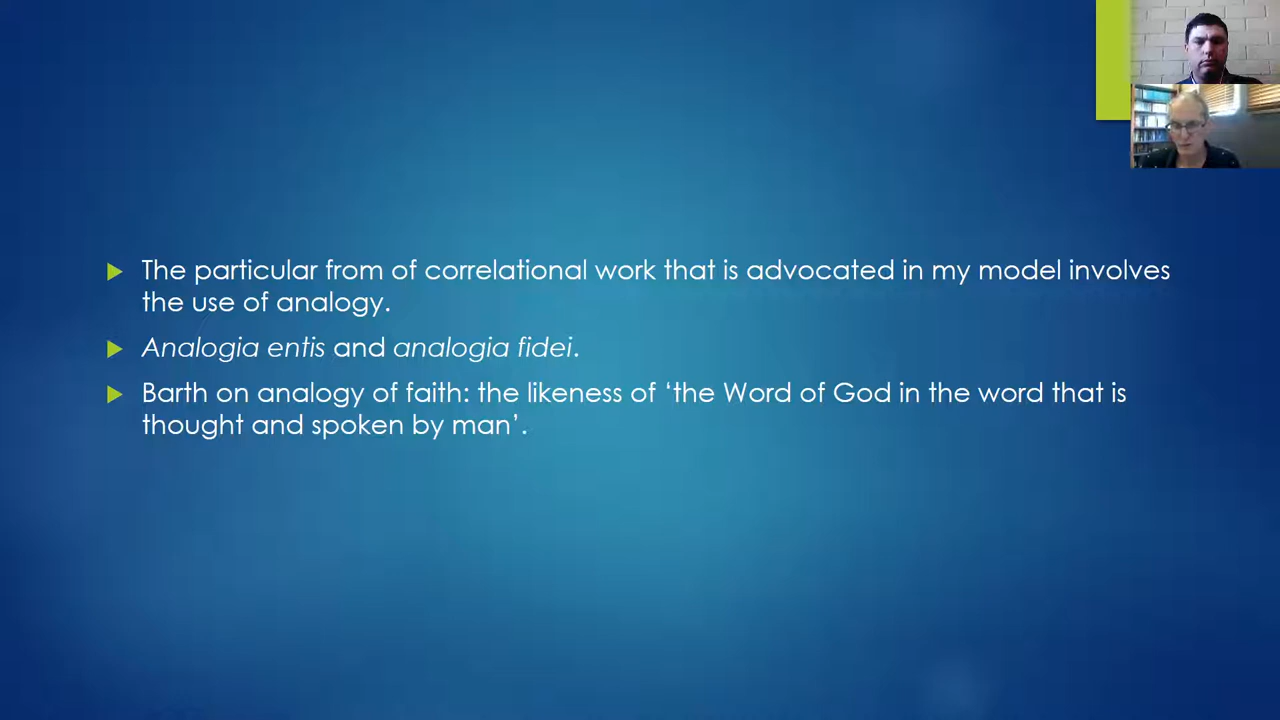 The particular from of correlational work that is advocated in my model involves
the use of analogy.
Analogia entis and analogia fidei.
Barth on analogy of faith: the likeness of ‘the Word of God in the word that is
thought and spoken by man’.